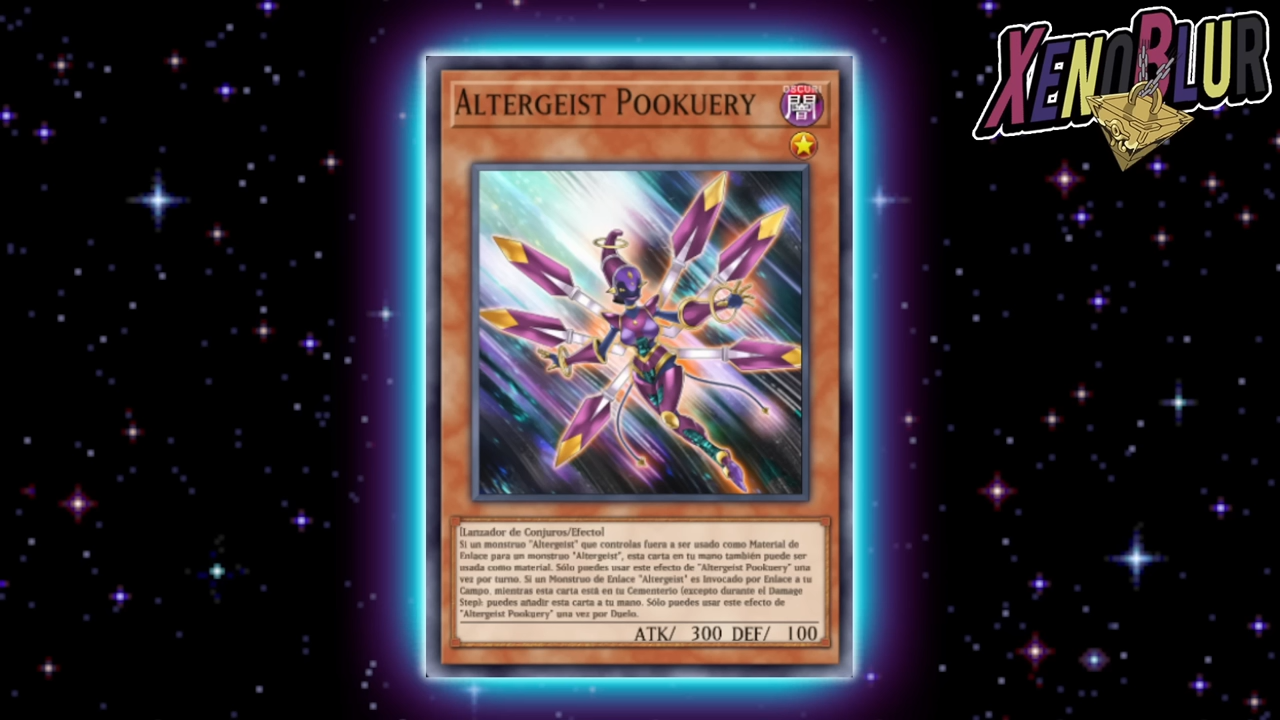 XENOBLUR
ALTERGEIST POOKUERY
OSCURI
闇
[Lanzador de Conjuros/Efecto]
Si un monstruo "Altergeist" que controlas fuera a ser usado como Material de
Enlace para un monstruo "Altergeist", esta carta en tu mano también puede ser
usada como material. Sólo puedes usar este efecto de "Altergeist Pookuery" una
vez por turno. Si un Monstruo de Enlace "Altergeist" es Invocado por Enlace a tu
Campo, mientras esta carta está en tu Cementerio (excepto durante el Damage
Step): puedes añadir esta carta a tu mano. Sólo puedes usar este efecto de
"Altergeist Pookuery" una vez por Duelo.
ATK/ 300 DEF/ 100